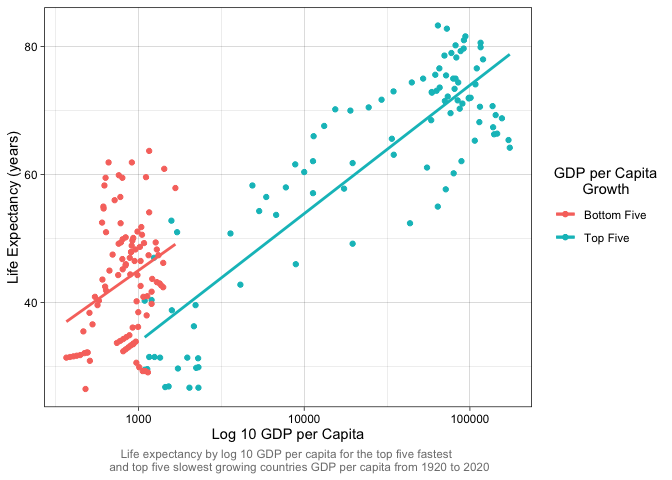 80
60
40
Life Expectancy (years)
1000
10000
100000
Log 10 GDP per Capita
GDP per Capita
Growth
Bottom Five
Top Five
Life expectancy by log 10 GDP per capita for the top five fastest
and top five slowest growing countries GDP per capita from 1920 to 2020